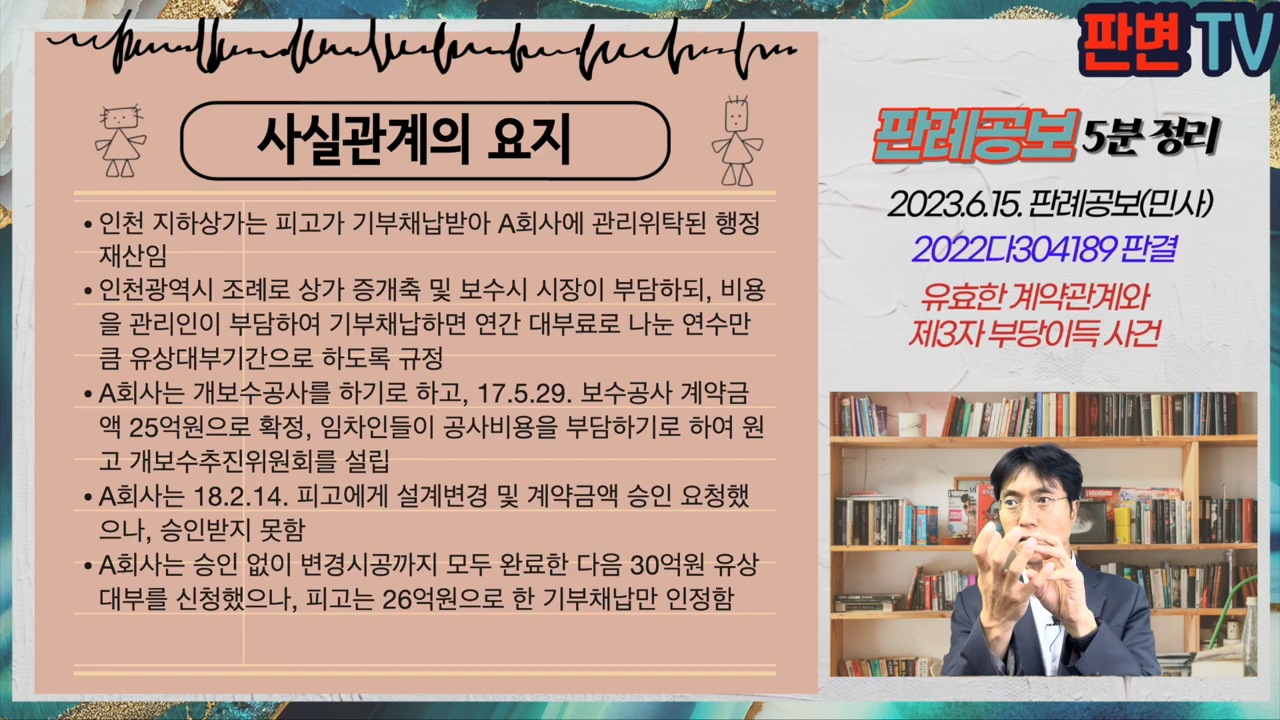 판변 TV
사실관계의 요지
• 인천 지하상가는 피고가 기부채납받아 A회사에 관리위탁된 행정
재산임
• 인천광역시 조례로 상가 증개축 및 보수시 시장이 부담하되, 비용
을 관리인이 부담하여 기부채납하면 연간 대부료로 나눈 연수만
큼 유상대부기간으로 하도록 규정
• A회사는 개보수공사를 하기로 하고, 17.5.29. 보수공사 계약금
액 25억원으로 확정, 임차인들이 공사비용을 부담하기로 하여 원
고 개보수추진위원회를 설립
• A회사는 18.2.14. 피고에게 설계변경 및 계약금액 승인 요청했
으나, 승인받지 못함
• A회사는 승인 없이 변경시공까지 모두 완료한 다음 30억원 유상
대부를 신청했으나, 피고는 26억원으로 한 기부채납만 인정함
판례공보 5분 정리
2023.6.15. 판례공보(민사)
2022다304189 판결
유효한 계약관계와
제3자 부당이득 사건